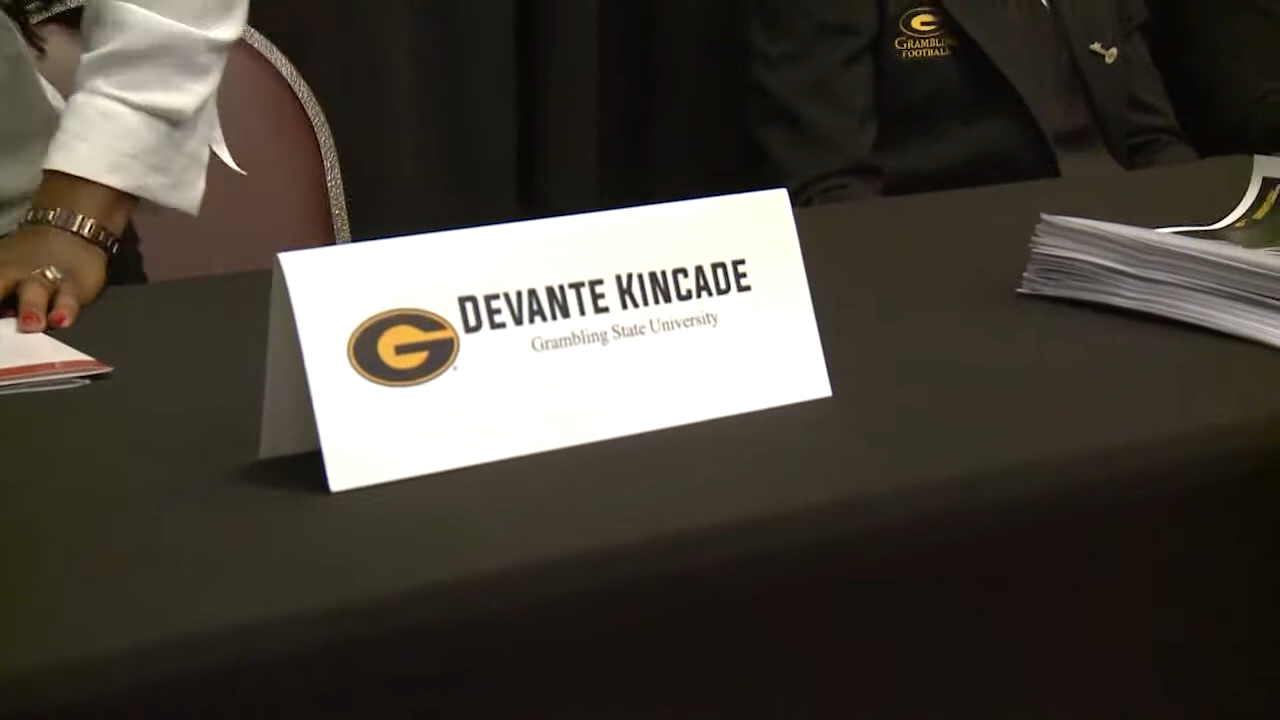 GRAMBLING
FOOTBALL
DEVANTE KINCADE
Grambling State University
G